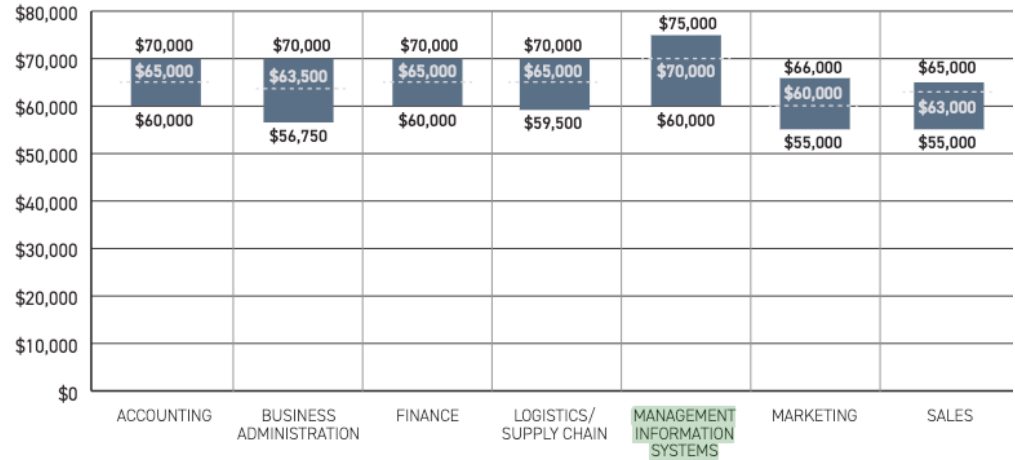 $80,000
$70,000
$60,000
$50,000
$40,000
$30,000
$20,000
$10,000
$0
$70,000
$65,000
$60,000
$70,000
$63,500
$56,750
$70,000
$65,000
$60,000
$70,000
$65,000
$59,500
$75,000
$70,000
$60,000
$66,000
$60,000
$55,000
$65,000
$63,000
$55,000
ACCOUNTING
BUSINESS
ADMINISTRATION
FINANCE
LOGISTICS/
SUPPLY CHAIN
MANAGEMENT
INFORMATION
SYSTEMS
MARKETING
SALES